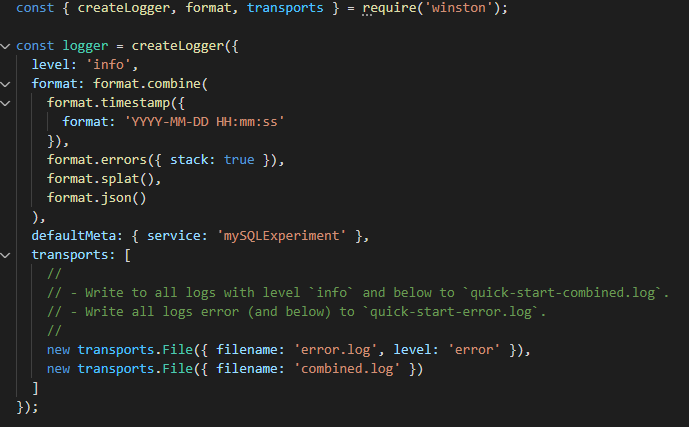 const { createLogger, format, transports } = require('winston');

const logger = createLogger({
  level: 'info',
  format: format.combine(
    format.timestamp({
      format: 'YYYY-MM-DD HH:mm:ss'
    }),
    format.errors({ stack: true }),
    format.splat(),
    format.json()
  ),
  defaultMeta: { service: 'mySQLExperiment' },
  transports: [
    //
    // - Write to all logs with level `info` and below to `quick-start-combined.log`.
    // - Write all logs error (and below) to `quick-start-error.log`.
    //
    new transports.File({ filename: 'error.log', level: 'error' }),
    new transports.File({ filename: 'combined.log' })
  ]
});